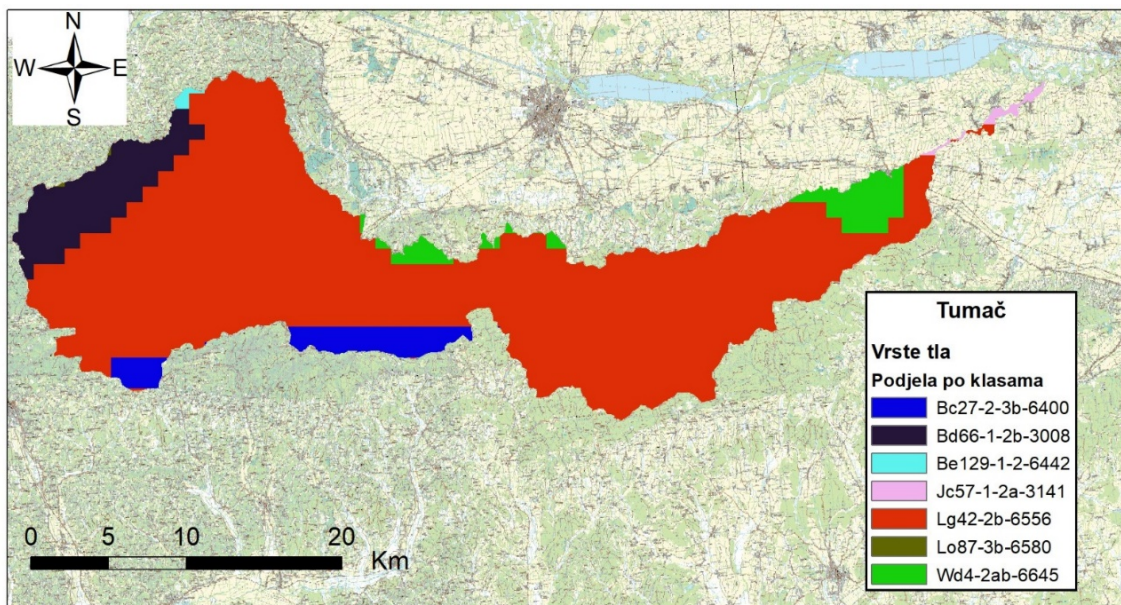 N
W E
S
Tumač
Vrste tla
Podjela po klasama
Bc27-2-3b-6400
Bd66-1-2b-3008
Be129-1-2-6442
Jc57-1-2a-3141
Lg42-2b-6556
Lo87-3b-6580
Wd4-2ab-6645
0 5 10 20
Km